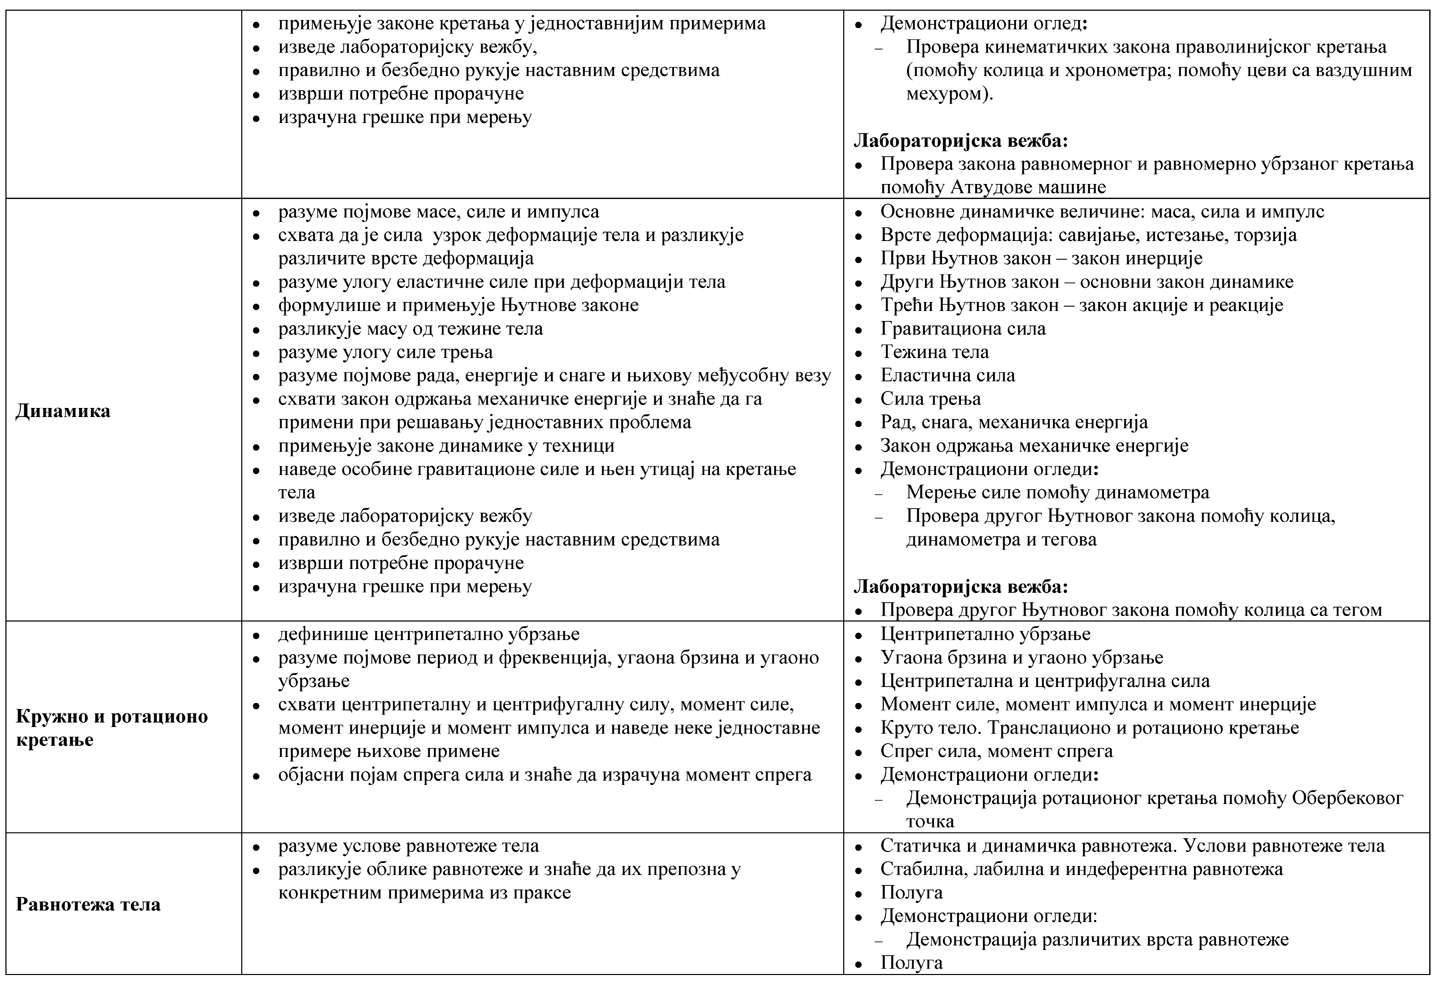 • примењује законе кретања у једноставнијим примерима
• изведе лабораторијску вежбу,
• правилно и безбедно рукује наставним средствима
• изврши потребне прорачуне
• израчуна грешке при мерењу
• Демонстрациони оглед:
– Провера кинематичких закона праволинијског кретања
(помоћу колица и хронометра; помоћу цеви са ваздушним
мехуром).
Лабораторијска вежба:
• Провера закона равномерног и равномерно убрзаног кретања
помоћу Атвудове машине
Динамика
• разуме појмове масе, силе и импулса
• схвата да је сила узрок деформације тела и разликује
различите врсте деформација
• разуме улогу еластичне силе при деформацији тела
• формулише и примењује Њутнове законе
• разликује масу од тежине тела
• разуме улогу силе трења
• разуме појмове рада, енергије и снаге и њихову међусобну везу
• схвати закон одржања механичке енергије и знаће да га
примени при решавању једноставних проблема
• примењује законе динамике у техници
• наведе особине гравитационе силе и њен утицај на кретање
тела
• изведе лабораторијску вежбу
• правилно и безбедно рукује наставним средствима
• изврши потребне прорачуне
• израчуна грешке при мерењу
• Основне динамичке величине: маса, сила и импулс
• Врсте деформација: савијање, истезање, торзија
• Први Њутнов закон – закон инерције
• Други Њутнов закон – основни закон динамике
• Трећи Њутнов закон – закон акције и реакције
• Гравитациона сила
• Тежина тела
• Еластична сила
• Сила трења
• Рад, снага, механичка енергија
• Закон одржања механичке енергије
• Демонстрациони огледи:
– Мерење силе помоћу динамометра
– Провера другог Њутновог закона помоћу колица,
динамометра и тегова
Лабораторијска вежба:
• Провера другог Њутновог закона помоћу колица са тегом
Кружно и ротационо
кретање
• дефинише центрипетално убрзање
• разуме појмове период и фреквенција, угаона брзина и угаоно
убрзање
• схвати центрипеталну и центрифугалну силу, момент силе,
момент инерције и момент импулса и наведе неке једноставне
примере њихове примене
• објасни појам спрега сила и знаће да израчуна момент спрега
• Центрипетално убрзање
• Угаона брзина и угаоно убрзање
• Центрипетална и центрифугална сила
• Момент силе, момент импулса и момент инерције
• Круто тело. Транслационо и ротационо кретање
• Спрег сила, момент спрега
• Демонстрациони огледи:
– Демонстрација ротационог кретања помоћу Обербековог
точка
Равнотежа тела
• разуме услове равнотеже тела
• разликује облике равнотеже и знаће да их препозна у
конкретним примерима из праксе
• Статичка и динамичка равнотежа. Услови равнотеже тела
• Стабилна, лабилна и индеферентна равнотежа
• Полуга
• Демонстрациони огледи:
– Демонстрација различитих врста равнотеже
• Полуга